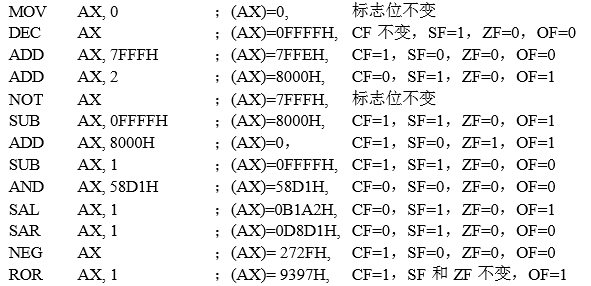 MOV AX, 0 ；(AX)=0, 标志位不变
DEC AX ；(AX)=0FFFFH, CF 不变，SF=1，ZF=0，OF=0
ADD AX, 7FFFH ；(AX)=7FFEH, CF=1，SF=0，ZF=0，OF=0
ADD AX, 2 ；(AX)=8000H, CF=0，SF=1，ZF=0，OF=1
NOT AX ；(AX)=7FFFH, 标志位不变
SUB AX, 0FFFFH ；(AX)=8000H, CF=1，SF=1，ZF=0，OF=1
ADD AX, 8000H ；(AX)=0， CF=1，SF=0，ZF=1，OF=1
SUB AX, 1 ；(AX)=0FFFFH, CF=1，SF=1，ZF=0，OF=0
AND AX, 58D1H ；(AX)=58D1H, CF=0，SF=0，ZF=0，OF=0
SAL AX, 1 ；(AX)=0B1A2H, CF=0，SF=1，ZF=0，OF=1
SAR AX, 1 ；(AX)=0D8D1H, CF=0，SF=1，ZF=0，OF=0
NEG AX ；(AX)= 272FH, CF=1，SF=0，ZF=0，OF=0
ROR AX, 1 ；(AX)= 9397H, CF=1，SF 和 ZF 不变，OF=1